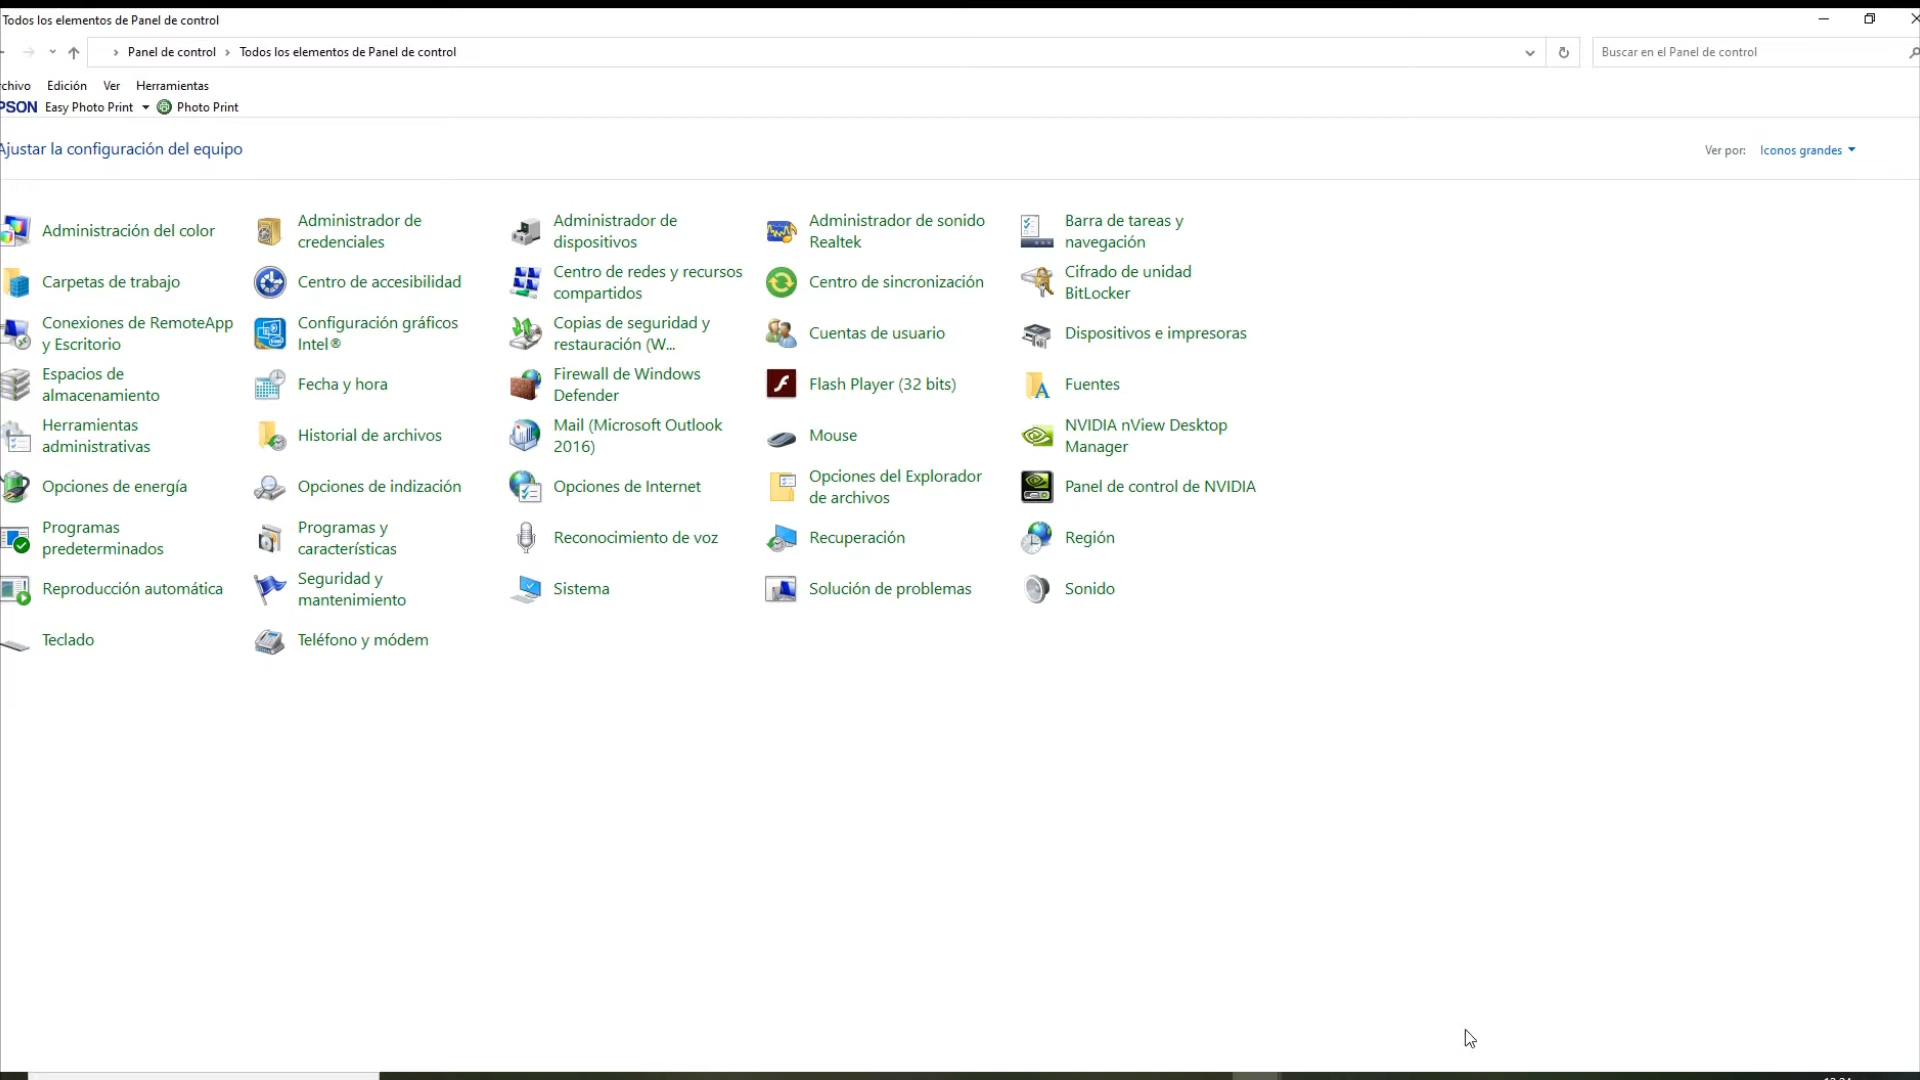 Todos los elementos de Panel de control
Panel de control › Todos los elementos de Panel de control
Buscar en el Panel de control
chivo Edición Ver Herramientas
PSON Easy Photo Print Photo Print
Ajustar la configuración del equipo
Ver por: Iconos grandes
Administración del color
Administrador de
credenciales
Administrador de
dispositivos
Administrador de sonido
Realtek
Barra de tareas y
navegación
Carpetas de trabajo
Centro de accesibilidad
Centro de redes y recursos
compartidos
Centro de sincronización
Cifrado de unidad
BitLocker
Conexiones de RemoteApp
y Escritorio
Configuración gráficos
Intel®
Copias de seguridad y
restauración (W...
Cuentas de usuario
Dispositivos e impresoras
Espacios de
almacenamiento
Fecha y hora
Firewall de Windows
Defender
Flash Player (32 bits)
Fuentes
Herramientas
administrativas
Historial de archivos
Mail (Microsoft Outlook
2016)
Mouse
NVIDIA nView Desktop
Manager
Opciones de energía
Opciones de indización
Opciones de Internet
Opciones del Explorador
de archivos
Panel de control de NVIDIA
Programas
predeterminados
Programas y
características
Reconocimiento de voz
Recuperación
Región
Reproducción automática
Seguridad y
mantenimiento
Sistema
Solución de problemas
Sonido
Teclado
Teléfono y módem